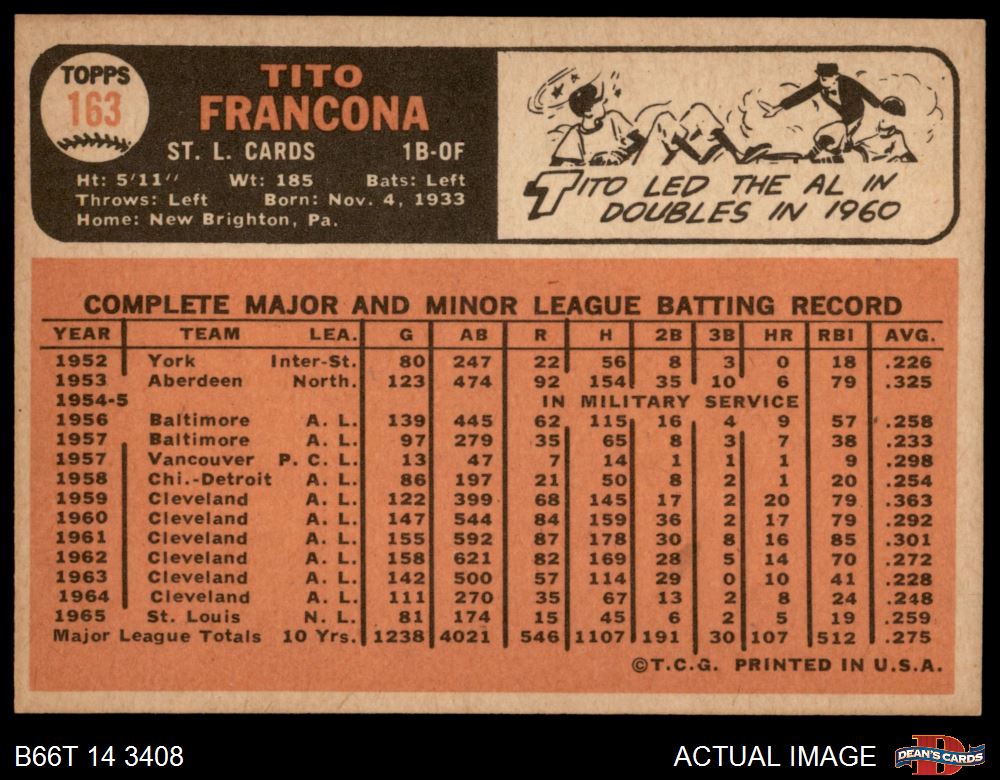 TOPPS
163
TITO
FRANCONA
ST. L. CARDS 1B-OF
Ht: 5'11" Wt: 185 Bats: Left
Throws: Left Born: Nov. 4, 1933
Home: New Brighton, Pa.
TITO LED THE AL IN
DOUBLES IN 1960
COMPLETE MAJOR AND MINOR LEAGUE BATTING RECORD
YEAR TEAM LEA. G AB R H 2B 3B HR RBI AVG.
1952 York Inter-St. 80 247 22 56 8 3 0 18 .226
1953 Aberdeen North. 123 474 92 154 35 10 6 79 .325
1954-5 IN MILITARY SERVICE
1956 Baltimore A. L. 139 445 62 115 16 4 9 57 .258
1957 Baltimore A. L. 97 279 35 65 8 3 7 38 .233
1957 Vancouver P. C. L. 13 47 7 14 1 1 1 9 .298
1958 Chi.-Detroit A. L. 86 197 21 50 8 2 1 20 .254
1959 Cleveland A. L. 122 399 68 145 17 2 20 79 .363
1960 Cleveland A. L. 147 544 84 159 36 2 17 79 .292
1961 Cleveland A. L. 155 592 87 178 30 8 16 85 .301
1962 Cleveland A. L. 158 621 82 169 28 5 14 70 .272
1963 Cleveland A. L. 142 500 57 114 29 0 10 41 .228
1964 Cleveland A. L. 111 270 35 67 13 2 8 24 .248
1965 St. Louis N. L. 81 174 15 45 6 2 5 19 .259
Major League Totals 10 Yrs. 1238 4021 546 1107 191 30 107 512 .275
©T.C.G. PRINTED IN U.S.A.
B66T 14 3408 ACTUAL IMAGE DEAN'S CARDS